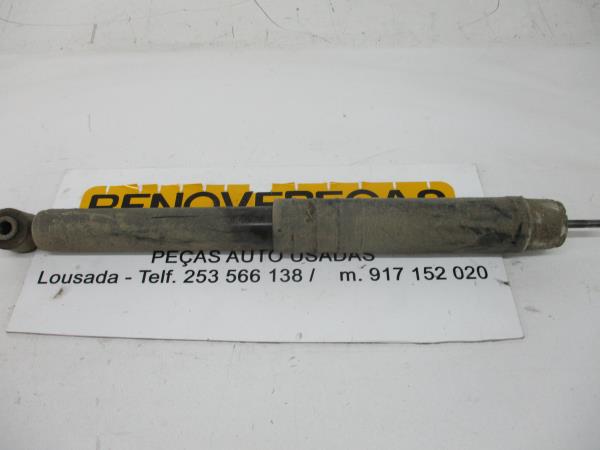 RENOVEPEÇAS
PEÇAS AUTO USADAS
Lousada - Telf. 253 566 138 / m. 917 152 020